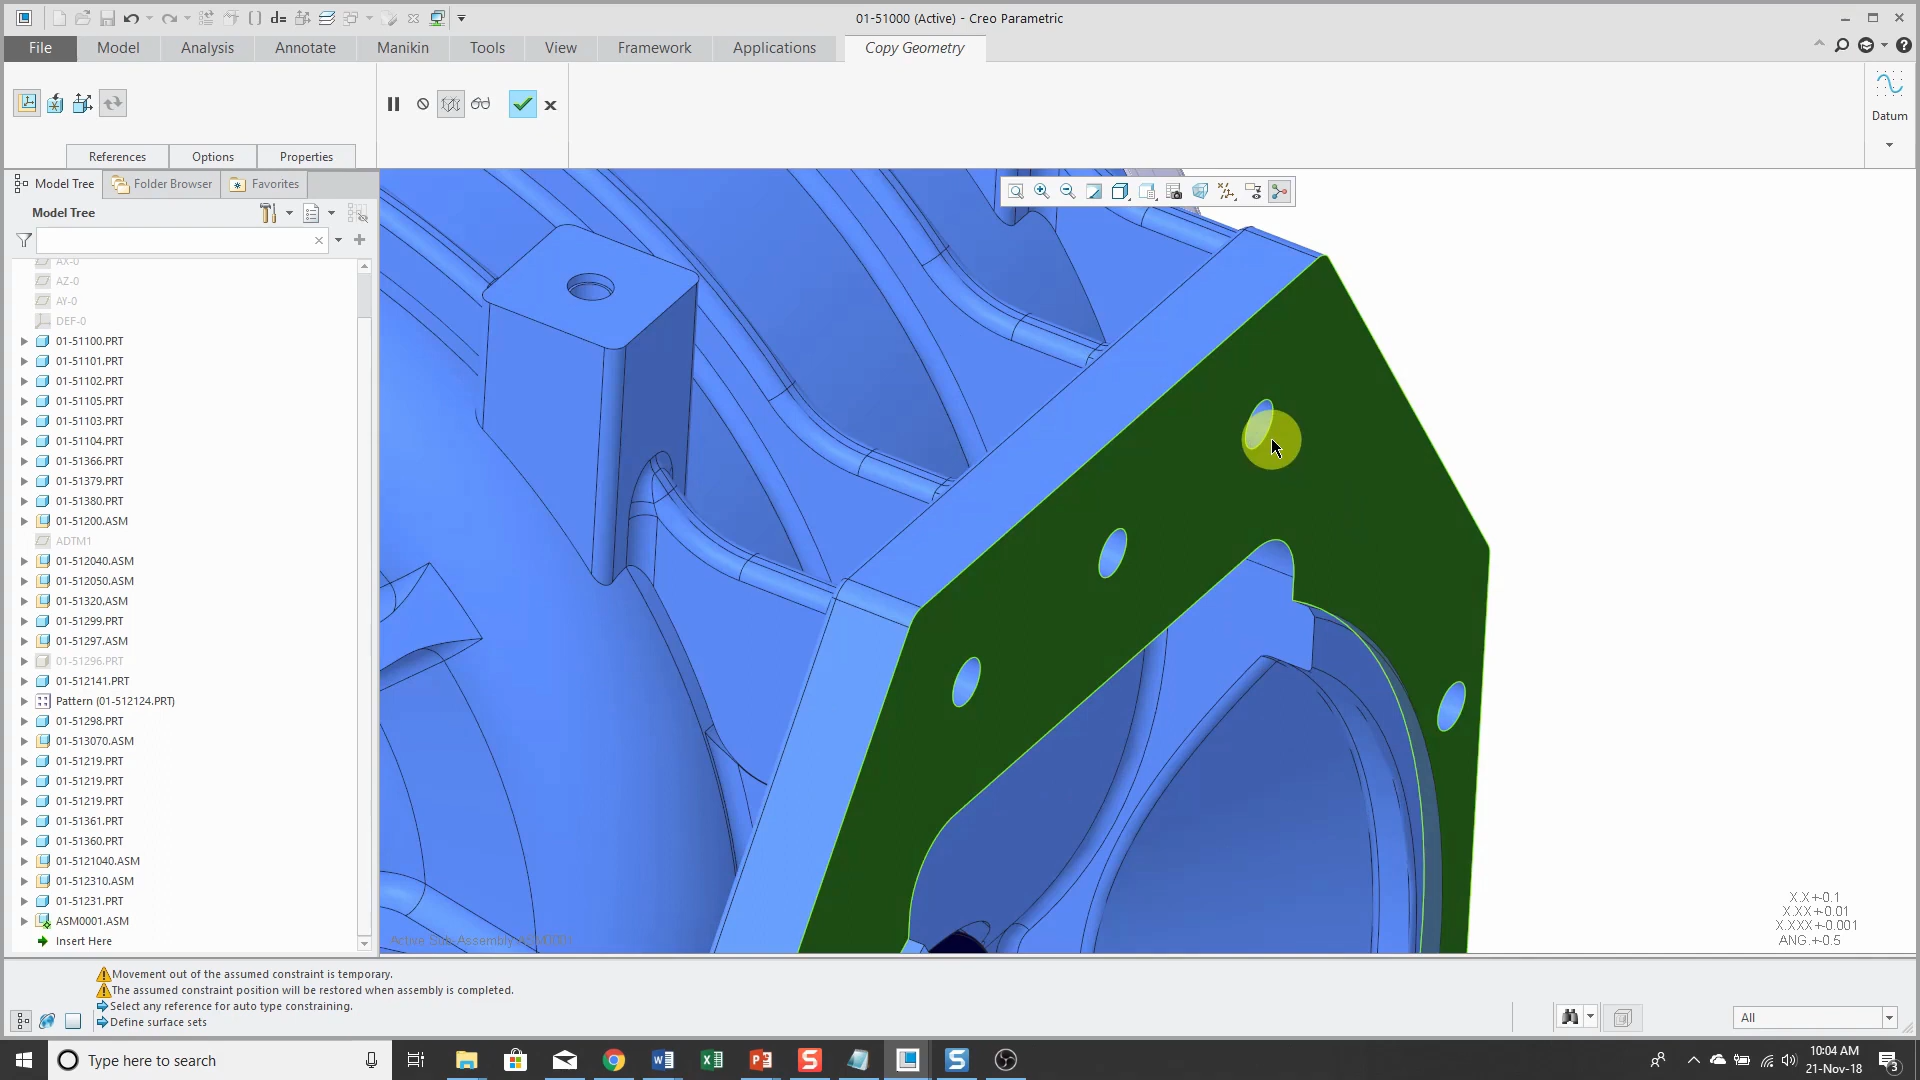 01-51000 (Active) - Creo Parametric
File Model Analysis Annotate Manikin Tools View Framework Applications Copy Geometry
Datum
References Options Properties
Model Tree Folder Browser Favorites
Model Tree
AX-0
AZ-0
AY-0
DEF-0
01-51100.PRT
01-51101.PRT
01-51102.PRT
01-51105.PRT
01-51103.PRT
01-51104.PRT
01-51366.PRT
01-51379.PRT
01-51380.PRT
01-51200.ASM
ADTM1
01-512040.ASM
01-512050.ASM
01-51320.ASM
01-51299.PRT
01-51297.ASM
01-51296.PRT
01-512141.PRT
Pattern (01-512124.PRT)
01-51298.PRT
01-513070.ASM
01-51219.PRT
01-51219.PRT
01-51219.PRT
01-51361.PRT
01-51360.PRT
01-5121040.ASM
01-512310.ASM
01-51231.PRT
ASM0001.ASM
Insert Here
X.X+-0.1
X.XX+-0.01
X.XXX+-0.001
ANG.+-0.5
Active Sub-Assembly
Movement out of the assumed constraint is temporary.
The assumed constraint position will be restored when assembly is completed.
Select any reference for auto type constraining.
Define surface sets
All
Type here to search
10:04 AM
21-Nov-18
3